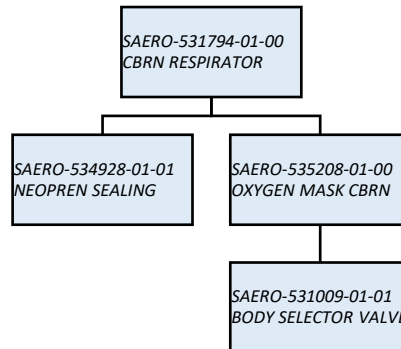 SAERO-531794-01-00
CBRN RESPIRATOR
SAERO-534928-01-01
NEOPREN SEALING
SAERO-535208-01-00
OXYGEN MASK CBRN
SAERO-531009-01-01
BODY SELECTOR VALVE